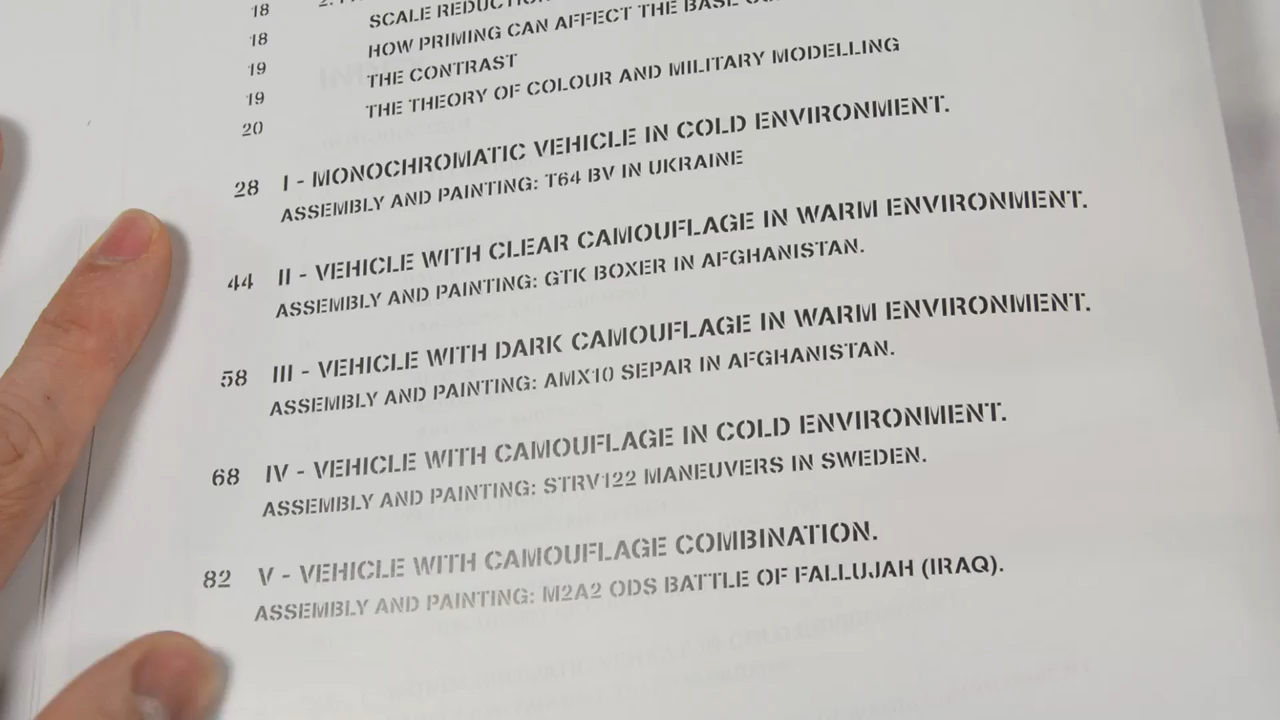 18
SCALE REDUCTION
18 HOW PRIMING CAN AFFECT THE BASE
19 THE CONTRAST
19 THE THEORY OF COLOUR AND MILITARY MODELLING
20
28 I - MONOCHROMATIC VEHICLE IN COLD ENVIRONMENT.
ASSEMBLY AND PAINTING: T64 BV IN UKRAINE
44 II - VEHICLE WITH CLEAR CAMOUFLAGE IN WARM ENVIRONMENT.
ASSEMBLY AND PAINTING: GTK BOXER IN AFGHANISTAN.
58 III - VEHICLE WITH DARK CAMOUFLAGE IN WARM ENVIRONMENT.
ASSEMBLY AND PAINTING: AMX10 SEPAR IN AFGHANISTAN.
68 IV - VEHICLE WITH CAMOUFLAGE IN COLD ENVIRONMENT.
ASSEMBLY AND PAINTING: STRV122 MANEUVERS IN SWEDEN.
82 V - VEHICLE WITH CAMOUFLAGE COMBINATION.
ASSEMBLY AND PAINTING: M2A2 ODS BATTLE OF FALLUJAH (IRAQ).